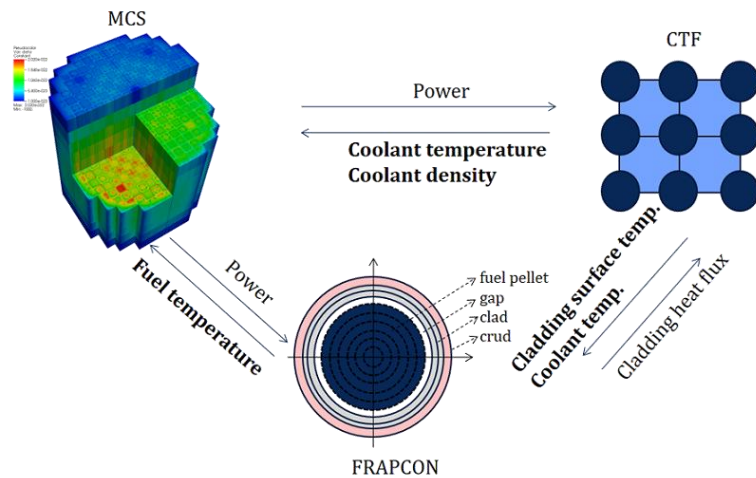 MCS
CTF
Power
Coolant temperature
Coolant density
Fuel temperature
Power
fuel pellet
gap
clad
crud
Cladding surface temp.
Coolant temp.
Cladding heat flux
FRAPCON